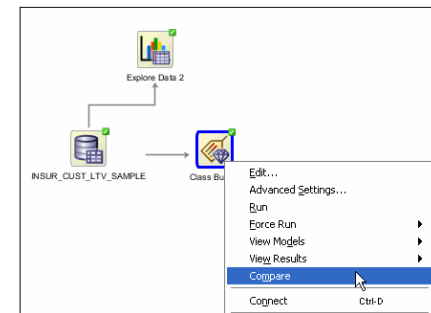 Explore Data 2
INSUR_CUST_LTV_SAMPLE
Class Bu
Edit...
Advanced Settings...
Run
Force Run
View Models
View Results
Compare
Connect Ctrl-D